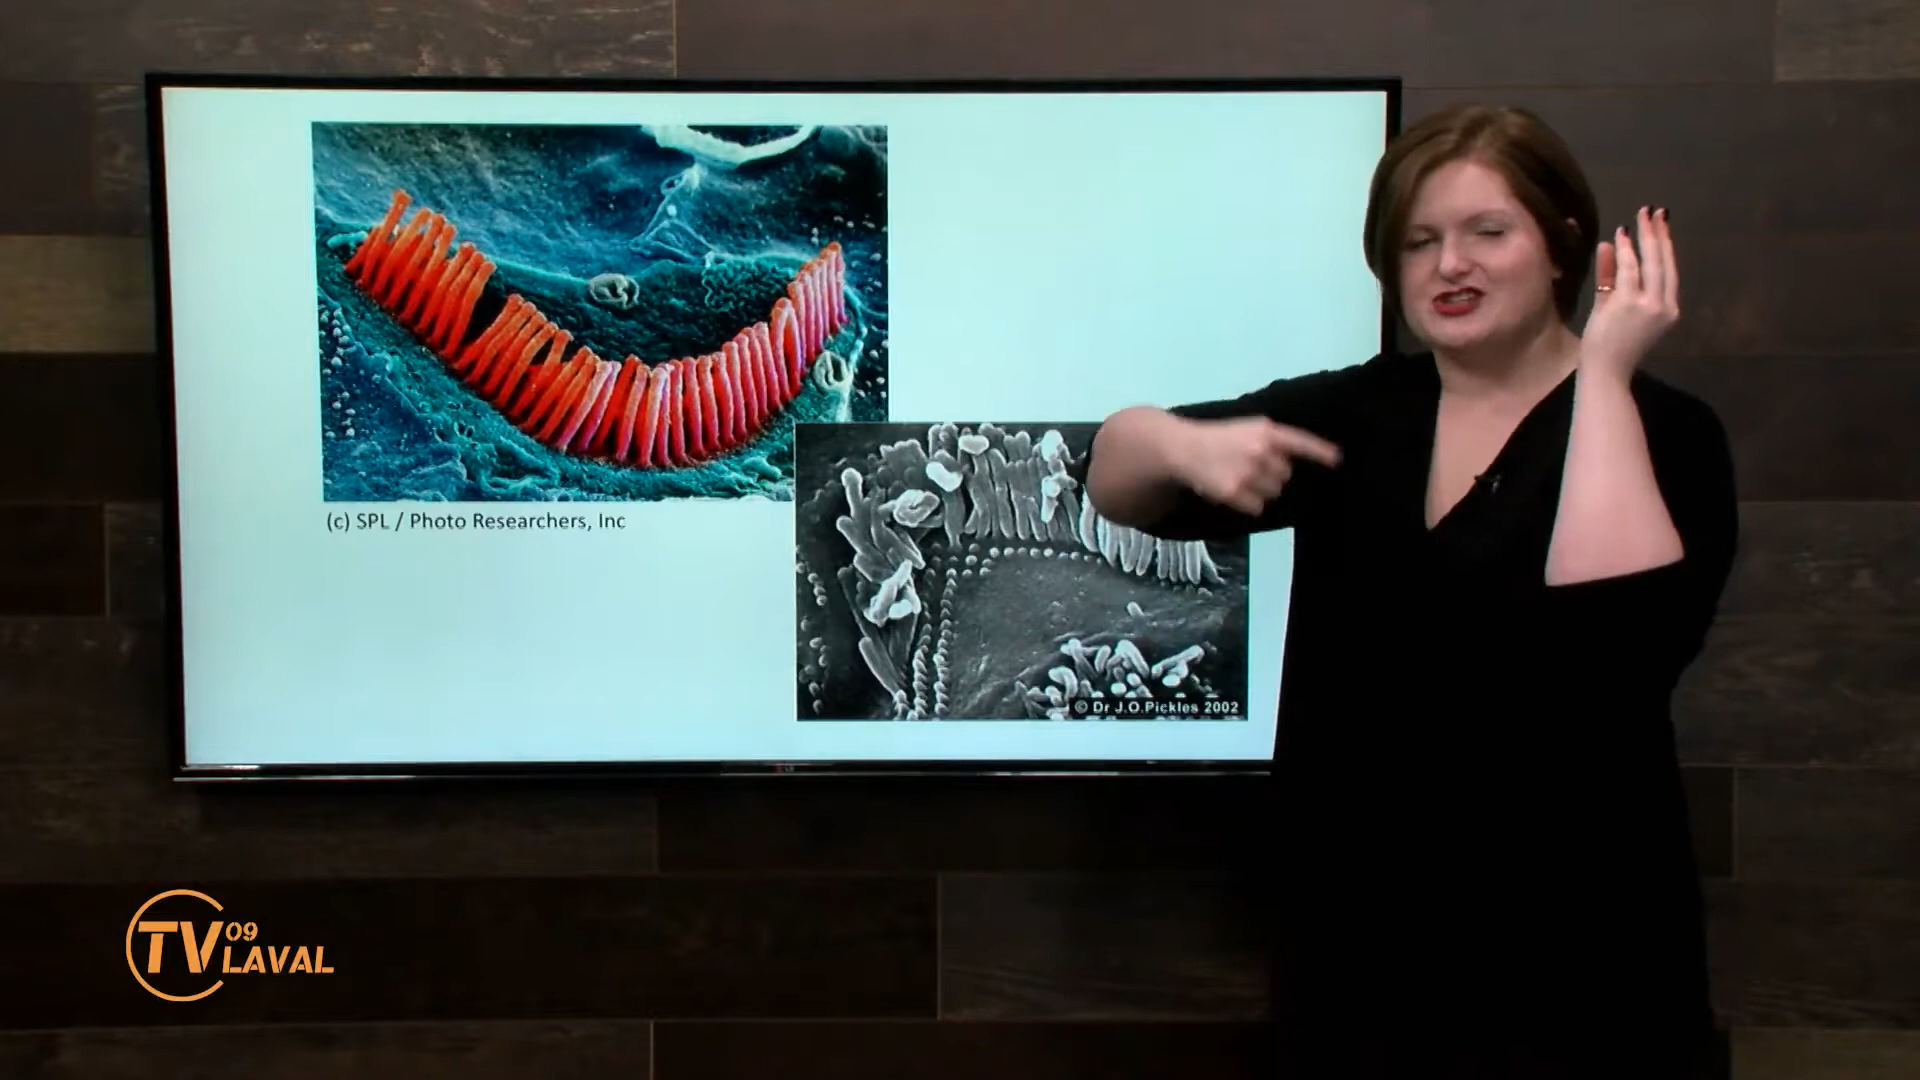 (c) SPL / Photo Researchers, Inc
© Dr J.O.Pickles 2002
TV 09
LAVAL